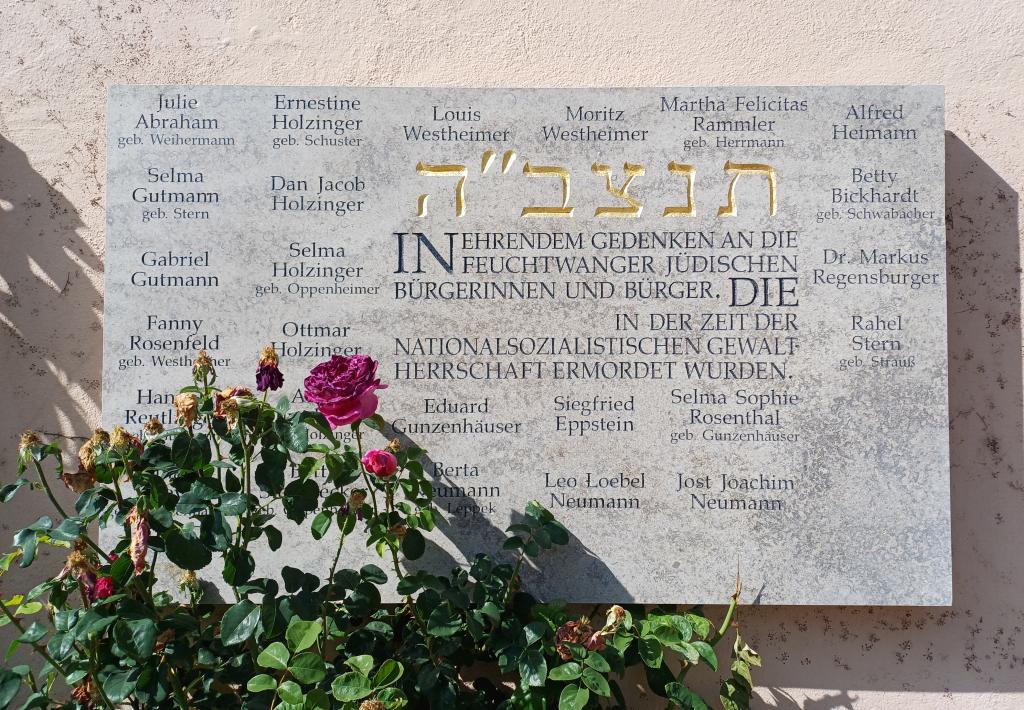 Julie
Abraham
geb. Weihermann
Ernestine
Holzinger
geb. Schuster
Louis
Westheimer
Moritz
Westheimer
Martha Felicitas
Rammler
geb. Herrmann
Alfred
Heimann
Selma
Gutmann
geb. Stern
Dan Jacob
Holzinger
תנצב״ה
Betty
Bickhardt
geb. Schwabacher
Gabriel
Gutmann
Selma
Holzinger
geb. Oppenheimer
IN EHRENDEM GEDENKEN AN DIE
FEUCHTWANGER JÜDISCHEN
BÜRGERINNEN UND BÜRGER. DIE
IN DER ZEIT DER
NATIONALSOZIALISTISCHEN GEWALT-
HERRSCHAFT ERMORDET WURDEN.
Dr. Markus
Regensburger
Fanny
Rosenfeld
geb.
Ottmar
Holzinger
Rahel
Stern
geb. Strauß
Eduard
Gunzenhäuser
Siegfried
Eppstein
Selma Sophie
Rosenthal
geb. Gunzenhäuser
Berta
Neumann
geb. Leppek
Leo Loebel
Neumann
Jost Joachim
Neumann